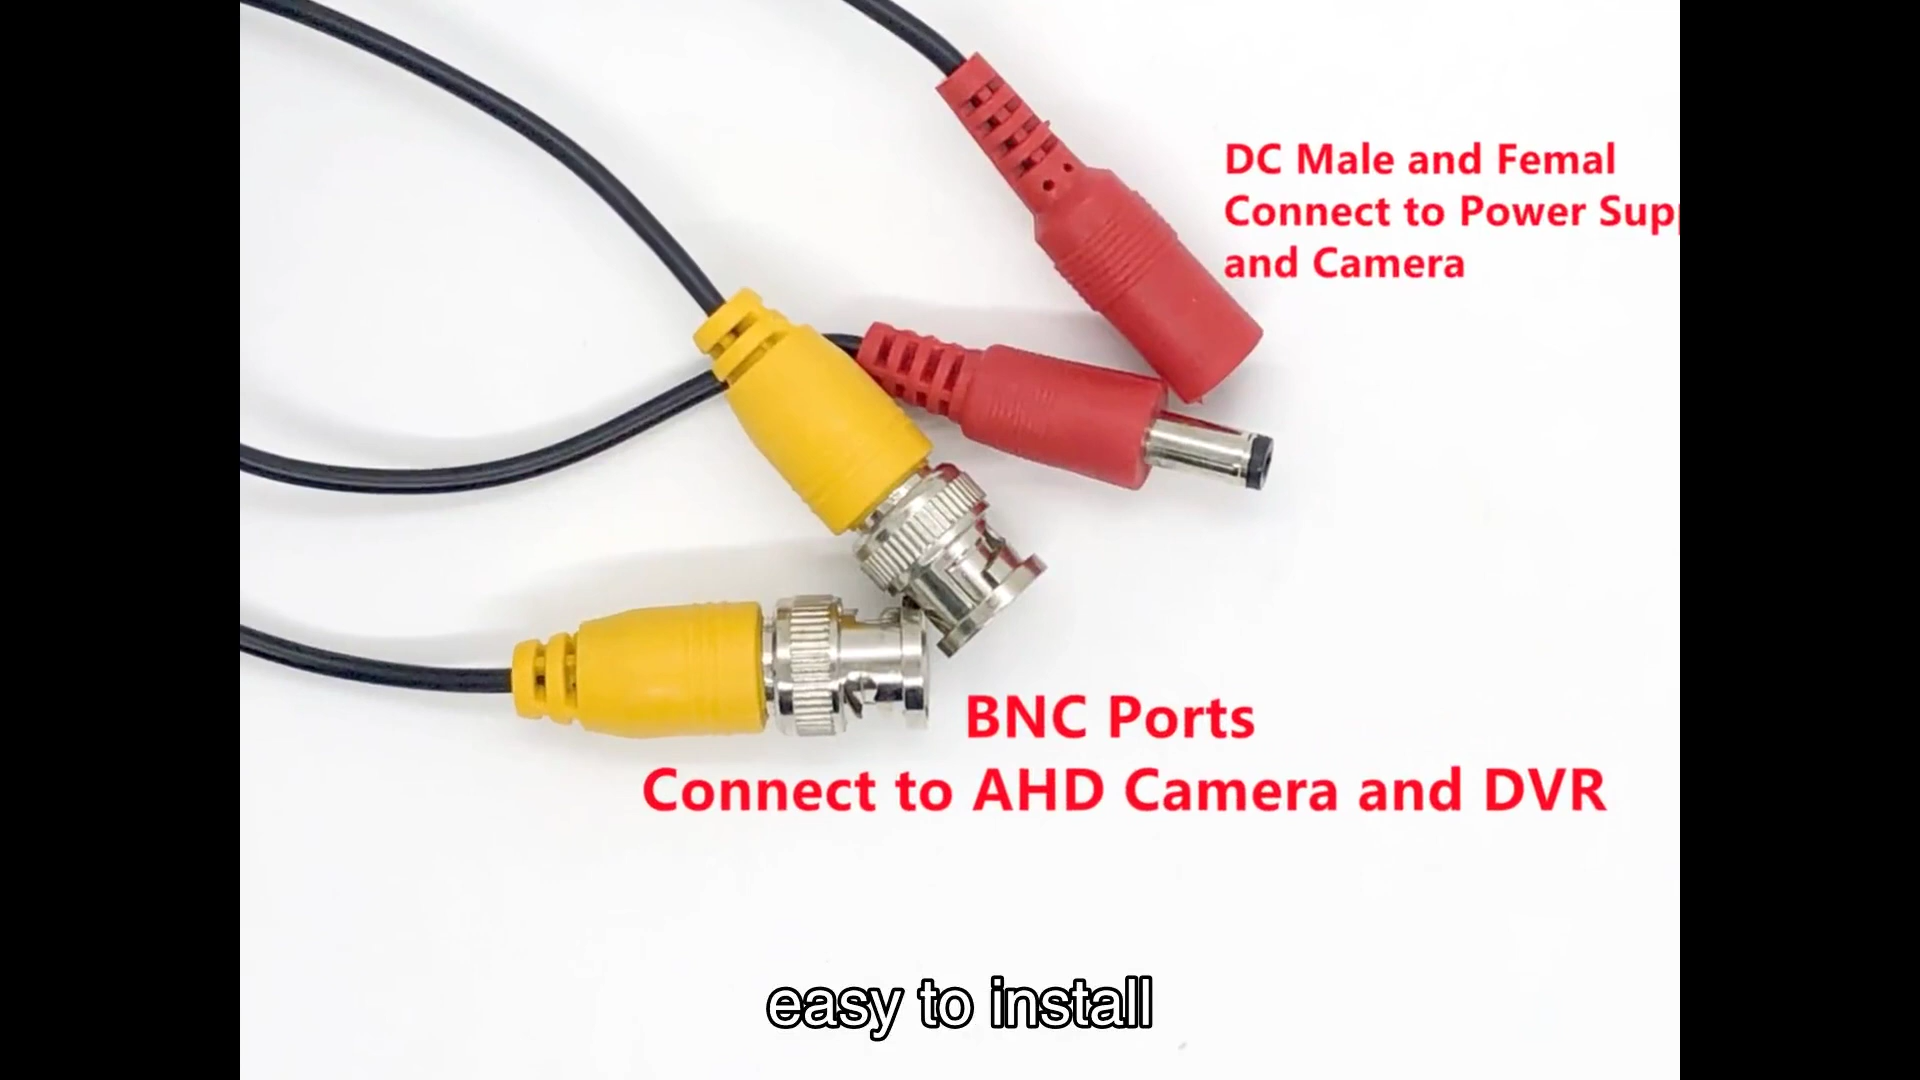 DC Male and Femal
Connect to Power Sup
and Camera
BNC Ports
Connect to AHD Camera and DVR
easy to install